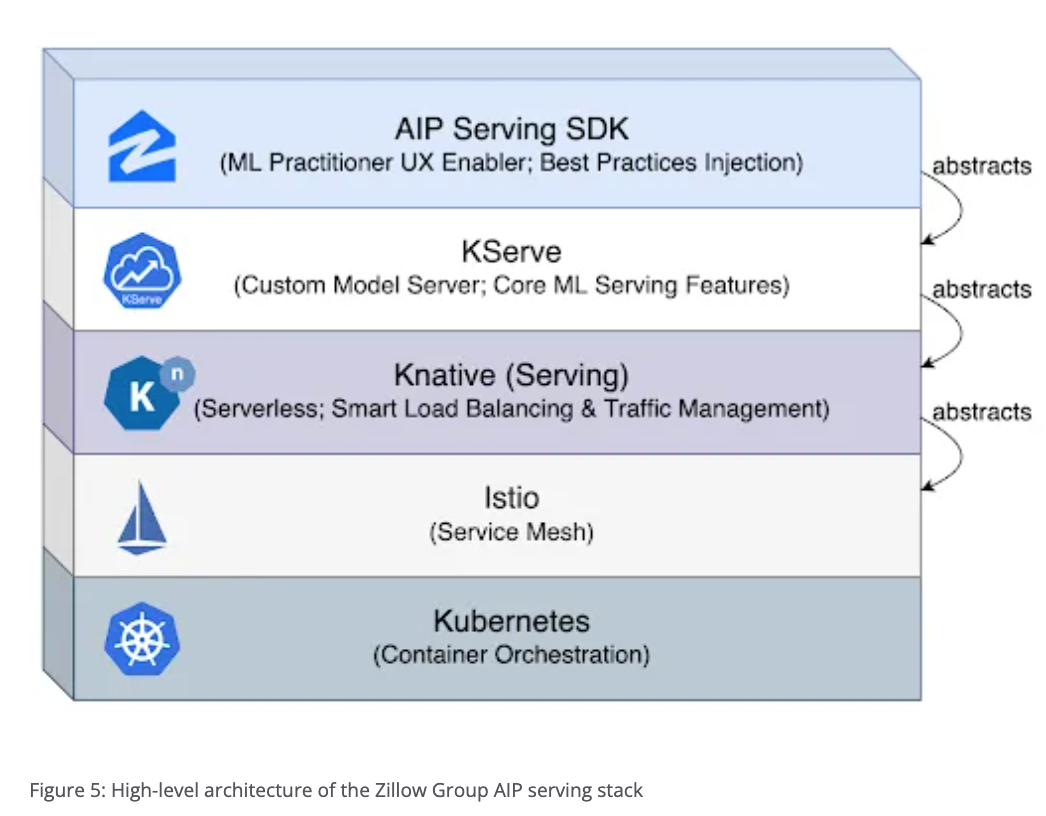 AIP Serving SDK
(ML Practitioner UX Enabler; Best Practices Injection)
abstracts
KServe
KServe
(Custom Model Server; Core ML Serving Features)
abstracts
K n
Knative (Serving)
(Serverless; Smart Load Balancing & Traffic Management)
abstracts
Istio
(Service Mesh)
Kubernetes
(Container Orchestration)
Figure 5: High-level architecture of the Zillow Group AIP serving stack